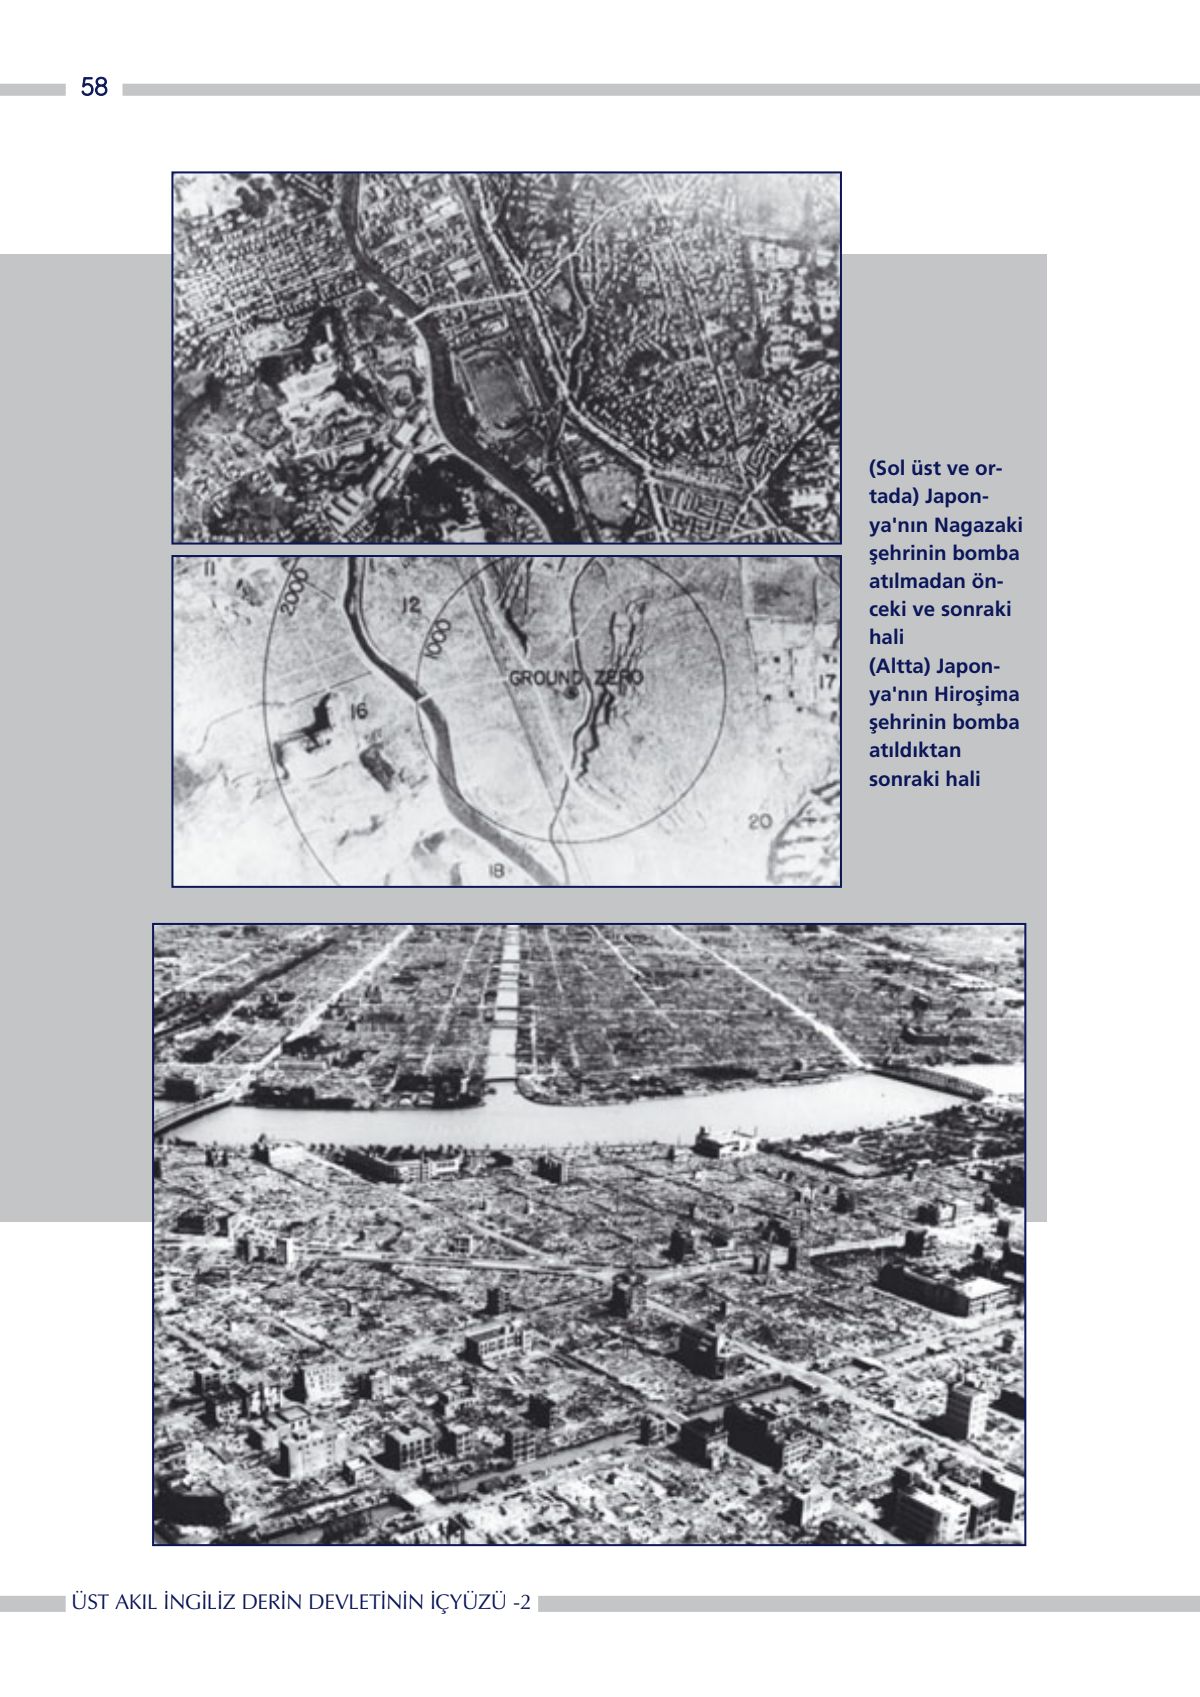 58
(Sol üst ve or-
tada) Japon-
ya'nın Nagazaki
şehrinin bomba
atılmadan ön-
ceki ve sonraki
hali
(Altta) Japon-
ya'nın Hiroşima
şehrinin bomba
atıldıktan
sonraki hali
11
2000
12
1000
GROUND ZERO
17
16
20
18
ÜST AKIL İNGİLİZ DERİN DEVLETİNİN İÇYÜZÜ -2